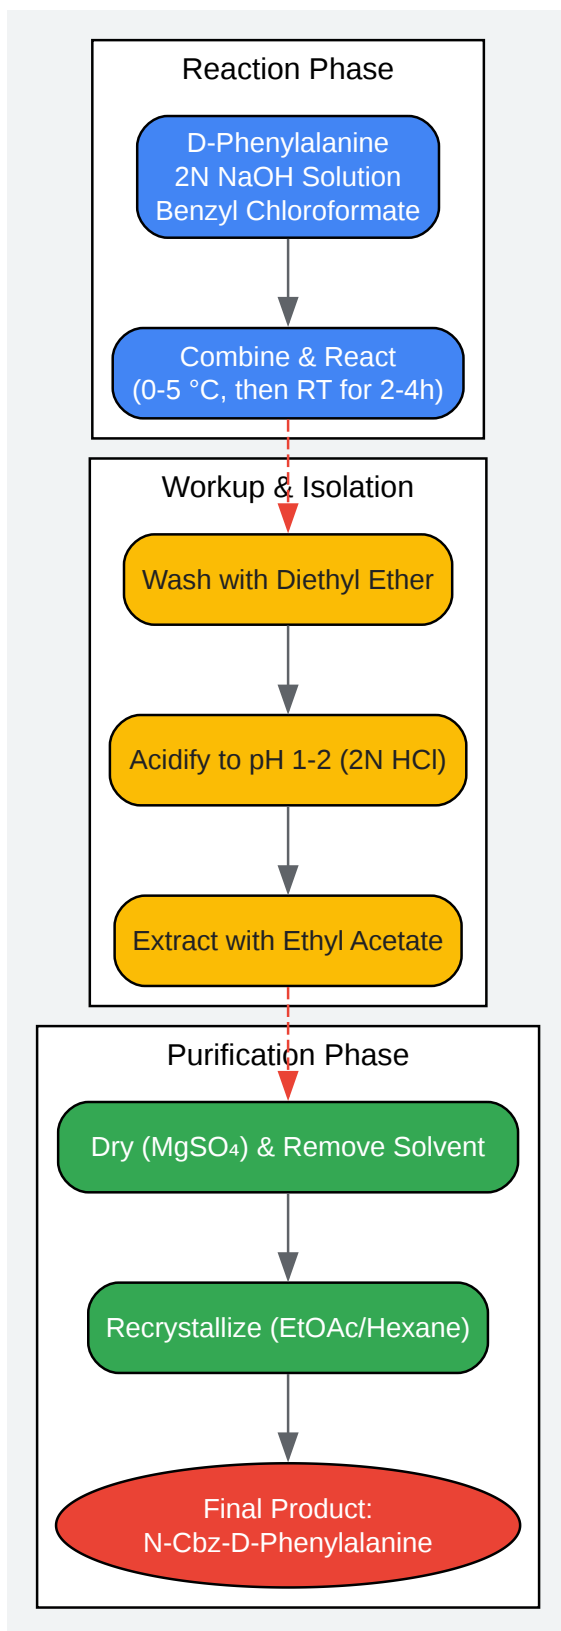 Reaction Phase
D-Phenylalanine
2N NaOH Solution
Benzyl Chloroformate
Combine & React
(0-5 °C, then RT for 2-4h)
Workup & Isolation
Wash with Diethyl Ether
Acidify to pH 1-2 (2N HCl)
Extract with Ethyl Acetate
Purification Phase
Dry (MgSO₄) & Remove Solvent
Recrystallize (EtOAc/Hexane)
Final Product:
N-Cbz-D-Phenylalanine